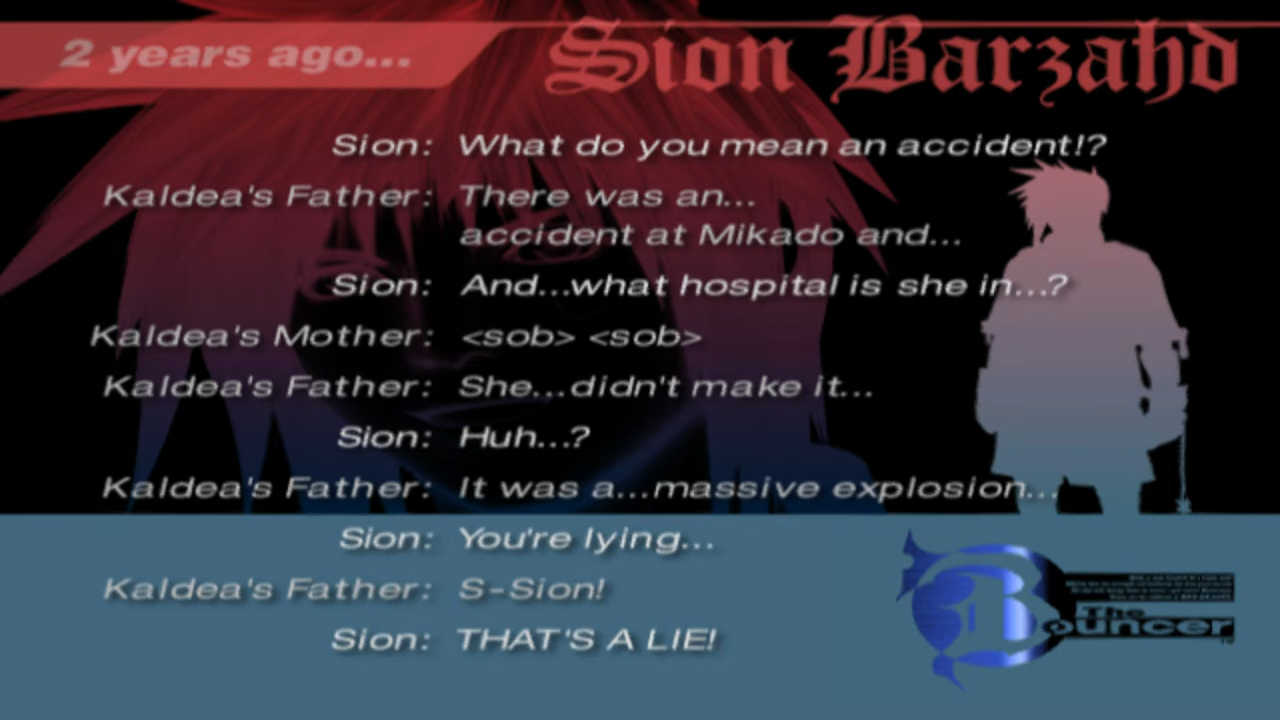 2 years ago...
Sion Barzahd
Sion: What do you mean an accident!?
Kaldea's Father: There was an...
accident at Mikado and...
Sion: And...what hospital is she in...?
Kaldea's Mother: <sob> <sob>
Kaldea's Father: She...didn't make it...
Sion: Huh...?
Kaldea's Father: It was a...massive explosion...
Sion: You're lying...
Kaldea's Father: S-Sion!
Sion: THAT'S A LIE!
The
Bouncer